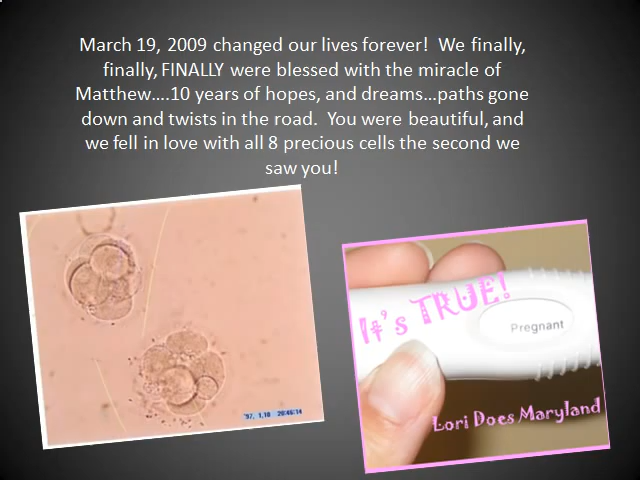 March 19, 2009 changed our lives forever!  We finally,
finally, FINALLY were blessed with the miracle of
Matthew….10 years of hopes, and dreams…paths gone
down and twists in the road.  You were beautiful, and
we fell in love with all 8 precious cells the second we
saw you!
It's TRUE!
Pregnant
Lori Does Maryland